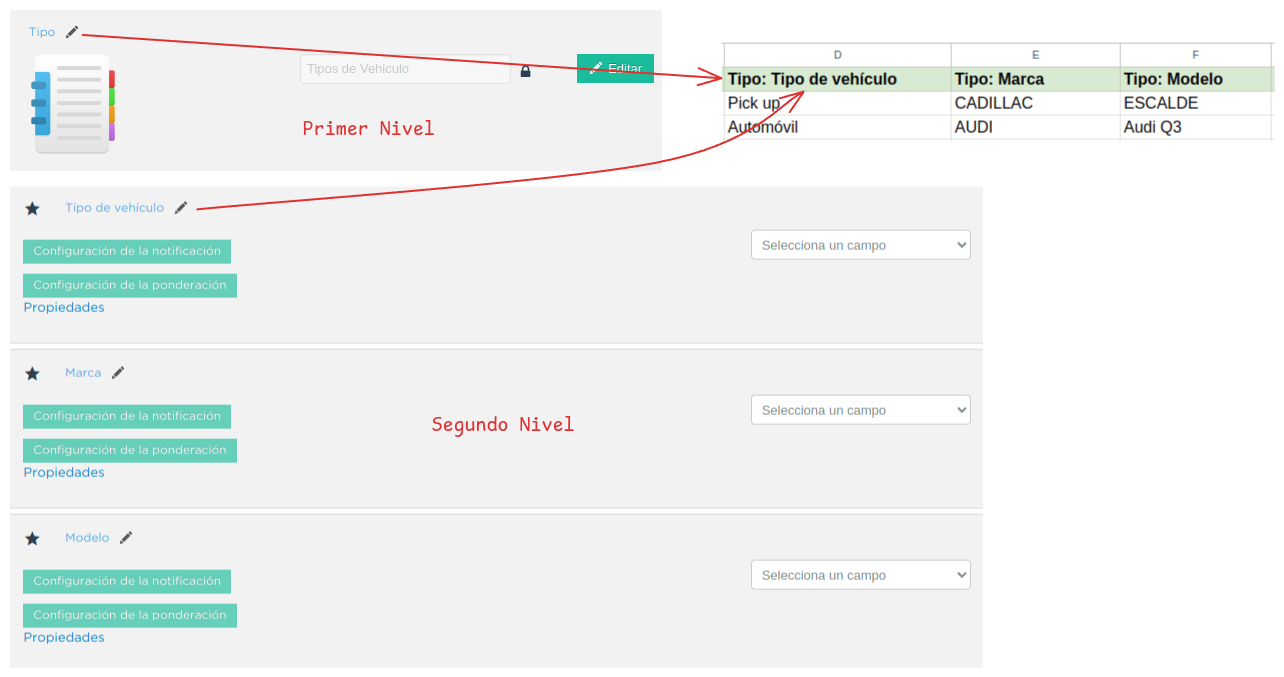 Tipo
Tipos de Vehiculo
Editar
Primer Nivel
D E F
Tipo: Tipo de vehículo Tipo: Marca Tipo: Modelo
Pick up CADILLAC ESCALDE
Automóvil AUDI Audi Q3
Tipo de vehículo
Configuración de la notificación
Selecciona un campo
Configuración de la ponderación
Propiedades
Marca
Configuración de la notificación
Selecciona un campo
Segundo Nivel
Configuración de la ponderación
Propiedades
Modelo
Configuración de la notificación
Selecciona un campo
Configuración de la ponderación
Propiedades